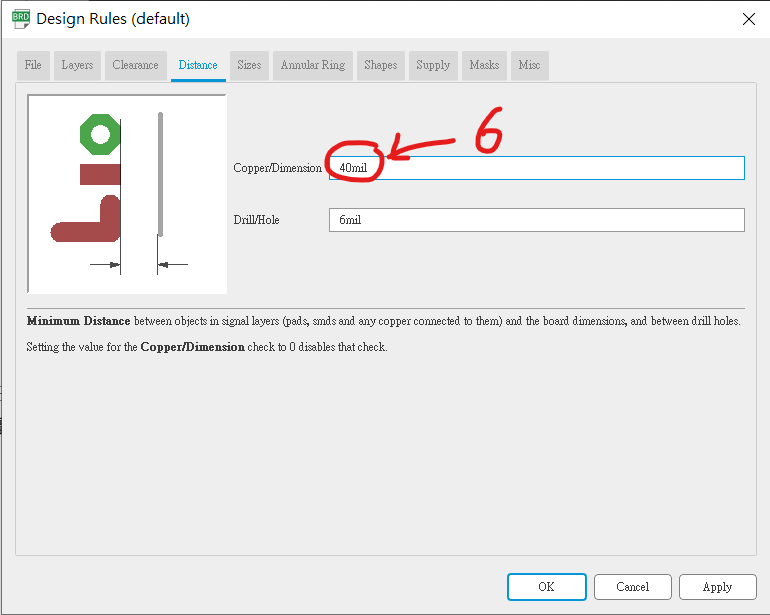 BRD
Design Rules (default)
File Layers Clearance Distance Sizes Annular Ring Shapes Supply Masks Misc
6
Copper/Dimension 40mil
Drill/Hole 6mil
Minimum Distance between objects in signal layers (pads, smds and any copper connected to them) and the board dimensions, and between drill holes.
Setting the value for the Copper/Dimension check to 0 disables that check.
OK Cancel Apply